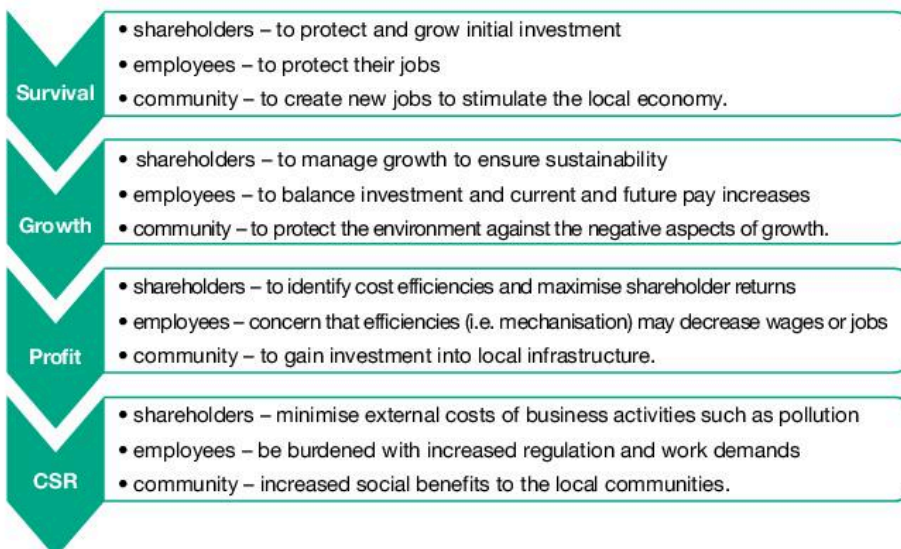 Survival
• shareholders – to protect and grow initial investment
• employees – to protect their jobs
• community – to create new jobs to stimulate the local economy.
Growth
• shareholders – to manage growth to ensure sustainability
• employees – to balance investment and current and future pay increases
• community – to protect the environment against the negative aspects of growth.
Profit
• shareholders – to identify cost efficiencies and maximise shareholder returns
• employees – concern that efficiencies (i.e. mechanisation) may decrease wages or jobs
• community – to gain investment into local infrastructure.
CSR
• shareholders – minimise external costs of business activities such as pollution
• employees – be burdened with increased regulation and work demands
• community – increased social benefits to the local communities.